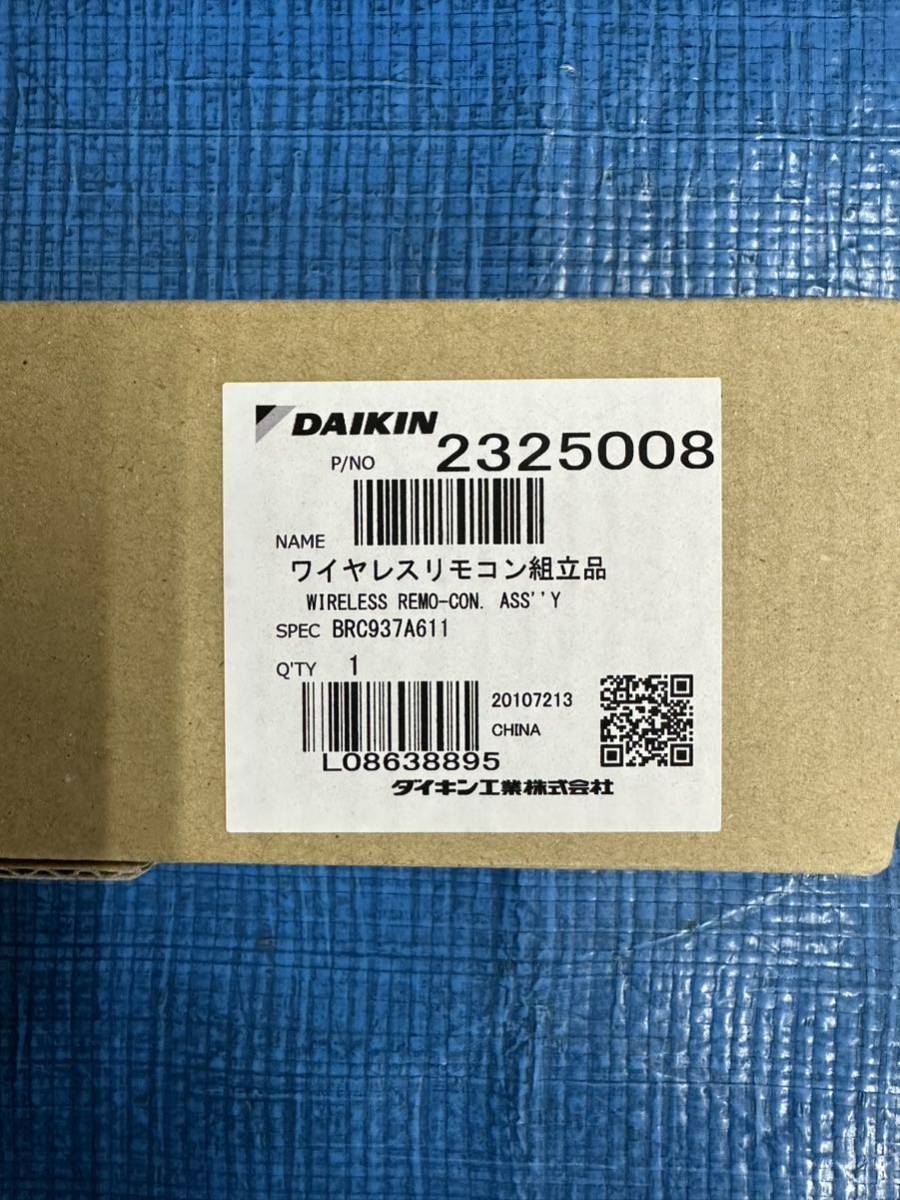 DAIKIN
P/NO 2325008
NAME
ワイヤレスリモコン組立品
WIRELESS REMO-CON. ASS''Y
SPEC BRC937A611
Q'TY 1
20107213
CHINA
L08638895
ダイキン工業株式会社